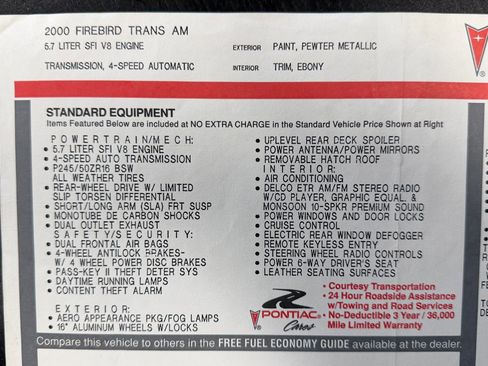 2000 FIREBIRD TRANS AM
5.7 LITER SFI V8 ENGINE
EXTERIOR PAINT, PEWTER METALLIC
TRANSMISSION, 4-SPEED AUTOMATIC
INTERIOR TRIM, EBONY
STANDARD EQUIPMENT
Items Featured Below are included at NO EXTRA CHARGE in the Standard Vehicle Price Shown at Right
POWERTRAIN/MECH:
• 5.7 LITER SFI V8 ENGINE
• 4-SPEED AUTO TRANSMISSION
• P245/50ZR16 BSW
ALL WEATHER TIRES
• REAR-WHEEL DRIVE W/ LIMITED
SLIP TORSEN DIFFERENTIAL
• SHORT/LONG ARM (SLA) FRT SUSP
• MONOTUBE DE CARBON SHOCKS
• DUAL OUTLET EXHAUST
SAFETY/SECURITY:
• DUAL FRONTAL AIR BAGS
• 4-WHEEL ANTILOCK BRAKES-
W/ 4 WHEEL POWER DISC BRAKES
• PASS-KEY II THEFT DETER SYS
• DAYTIME RUNNING LAMPS
• CONTENT THEFT ALARM
EXTERIOR:
• AERO APPEARANCE PKG/FOG LAMPS
• 16" ALUMINUM WHEELS W/LOCKS
• UPLEVEL REAR DECK SPOILER
• POWER ANTENNA/POWER MIRRORS
• REMOVABLE HATCH ROOF
INTERIOR:
• AIR CONDITIONING
• DELCO ETR AM/FM STEREO RADIO
W/CD PLAYER, GRAPHIC EQUAL &
MONSOON 10-SPKR PREMIUM SOUND
• POWER WINDOWS AND DOOR LOCKS
• CRUISE CONTROL
• ELECTRIC REAR WINDOW DEFOGGER
• REMOTE KEYLESS ENTRY
• STEERING WHEEL RADIO CONTROLS
• POWER 6-WAY DRIVER'S SEAT
• LEATHER SEATING SURFACES
PONTIAC
Cares
• Courtesy Transportation
• 24 Hour Roadside Assistance
w/Towing and Road Services
• No-Deductible 3 Year / 36,000
Mile Limited Warranty
Compare this vehicle to others in the FREE FUEL ECONOMY GUIDE available at the dealer.